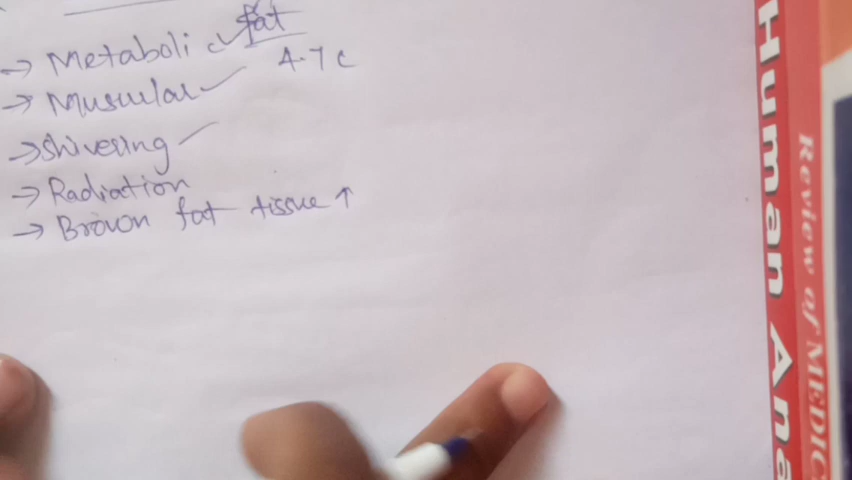 fat
→ Metabolic ✓ 4.7 c
→ Muscular ✓
→ Shivering ✓
→ Radiation
→ Brown fat tissue ↑
Human Ana
Review of MEDIC